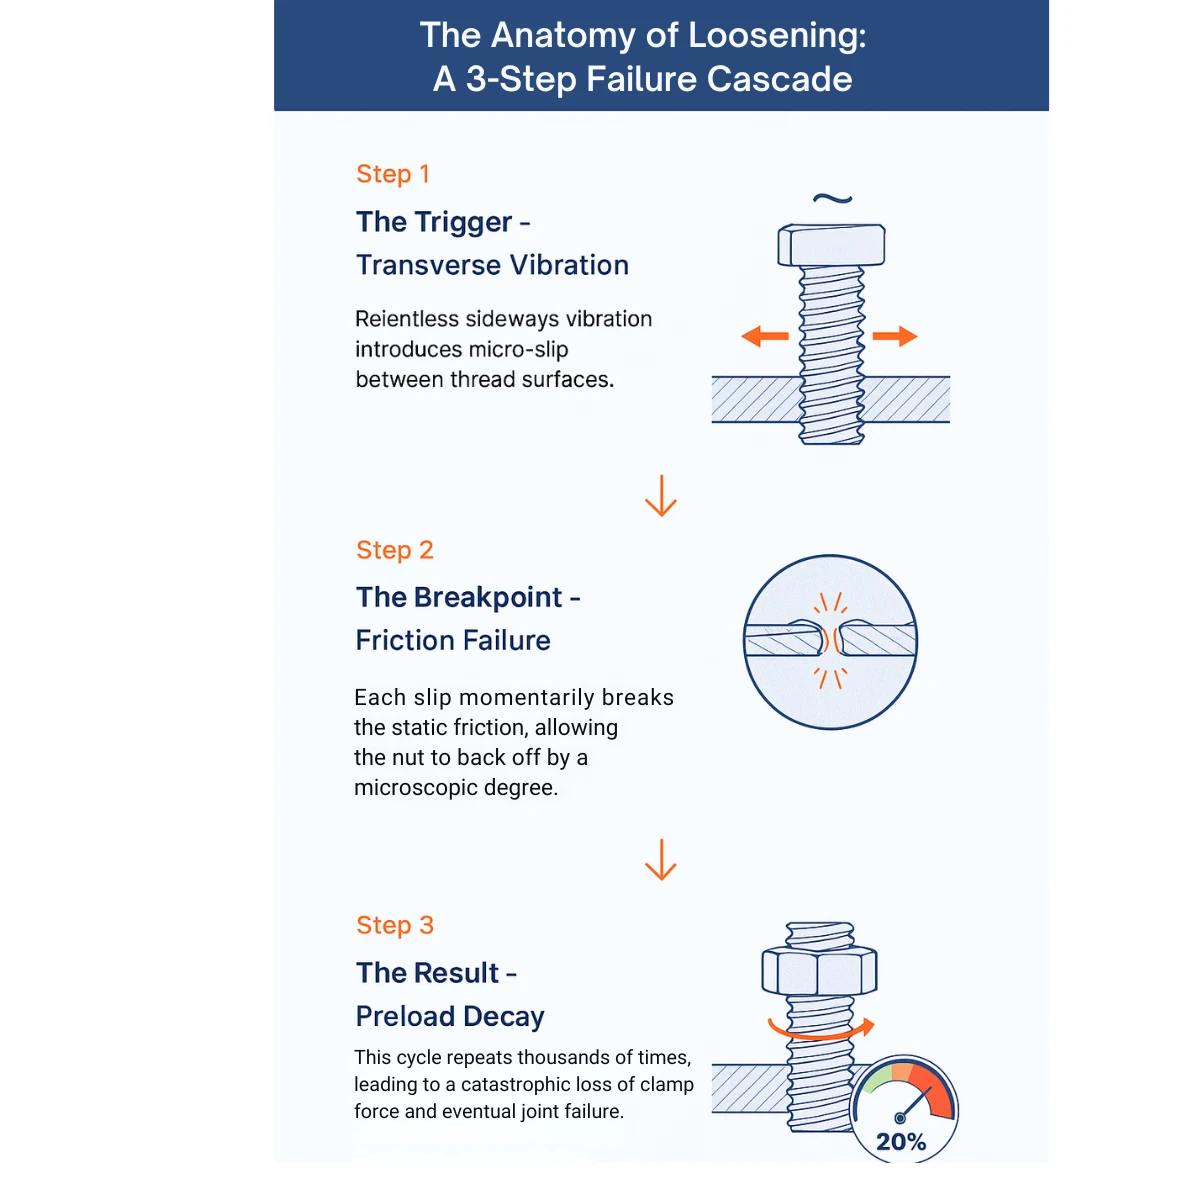 The Anatomy of Loosening:
A 3-Step Failure Cascade
Step 1
The Trigger -
Transverse Vibration
Reientless sideways vibration
introduces micro-slip
between thread surfaces.
Step 2
The Breakpoint -
Friction Failure
Each slip momentarily breaks
the static friction, allowing
the nut to back off by a
microscopic degree.
Step 3
The Result -
Preload Decay
This cycle repeats thousands of times,
leading to a catastrophic loss of clamp
force and eventual joint failure.
20%